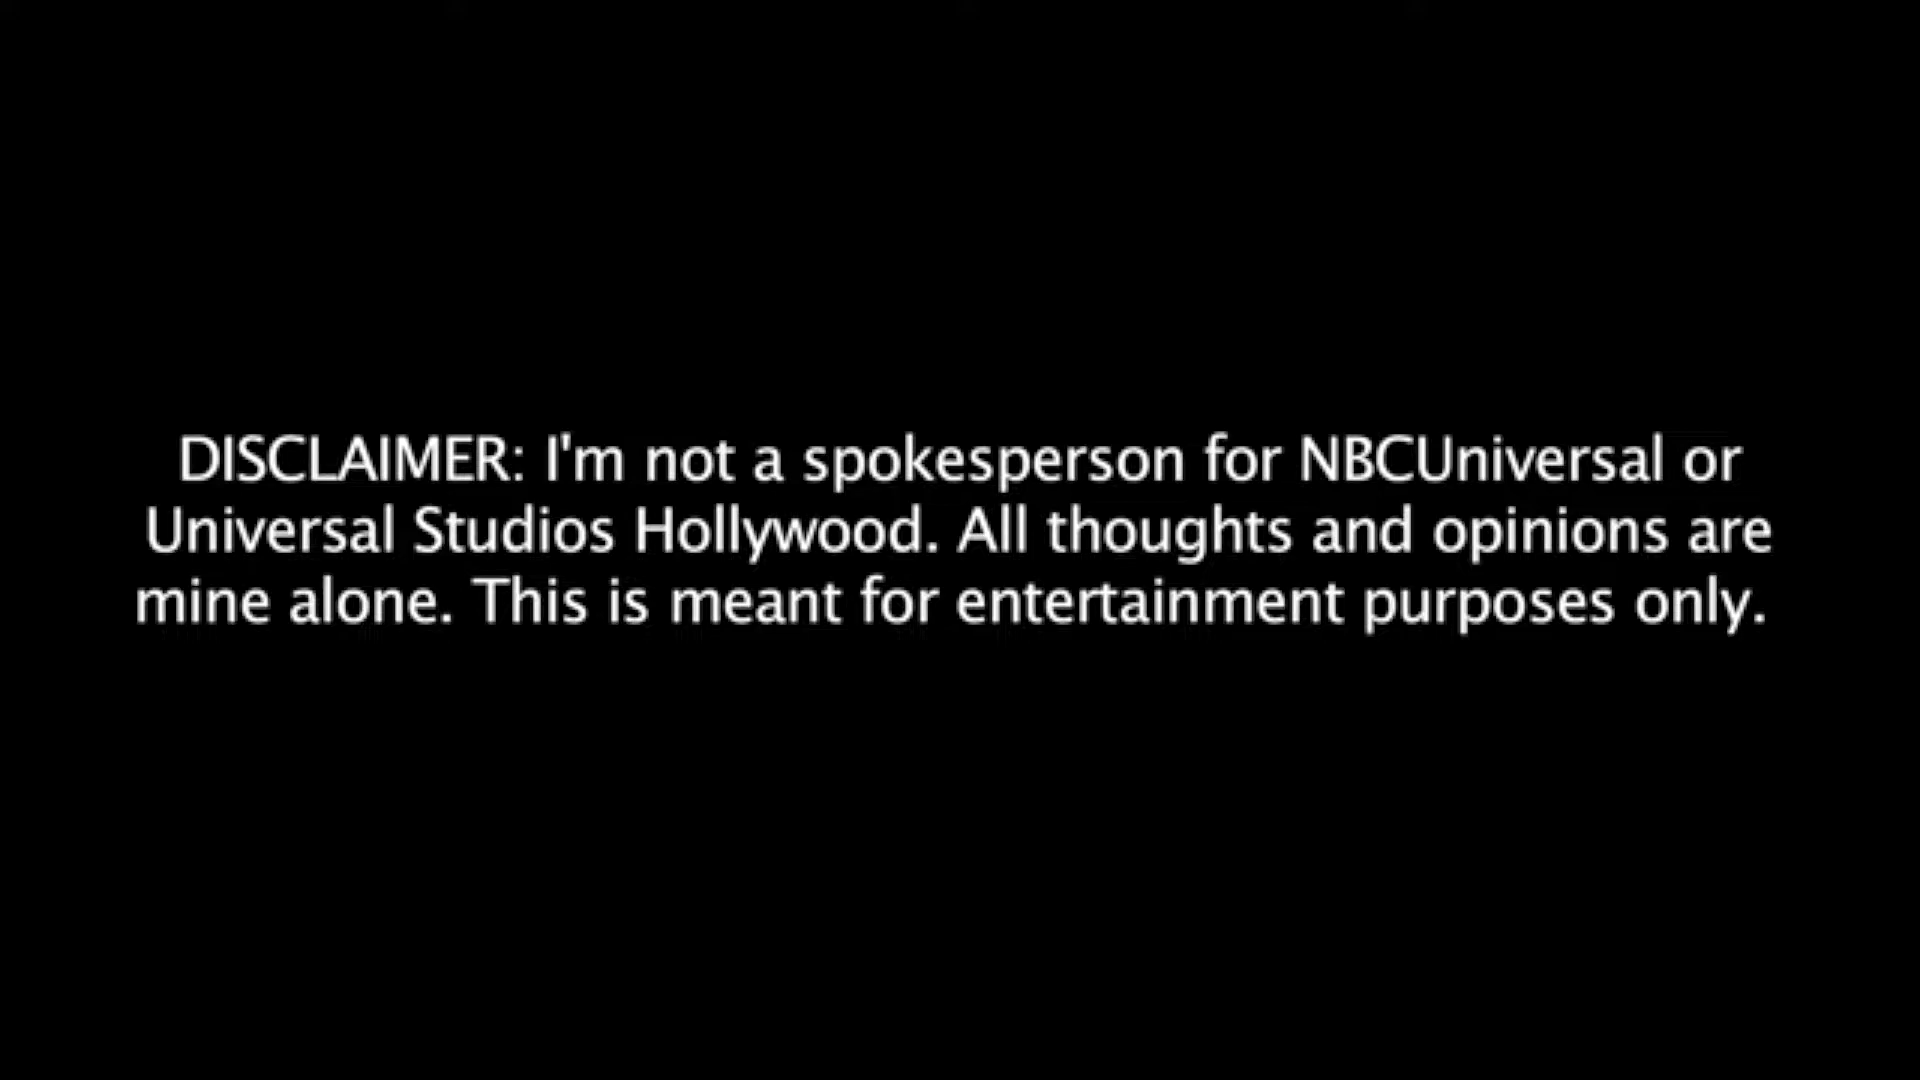 DISCLAIMER: I'm not a spokesperson for NBCUniversal or
Universal Studios Hollywood. All thoughts and opinions are
mine alone. This is meant for entertainment purposes only.